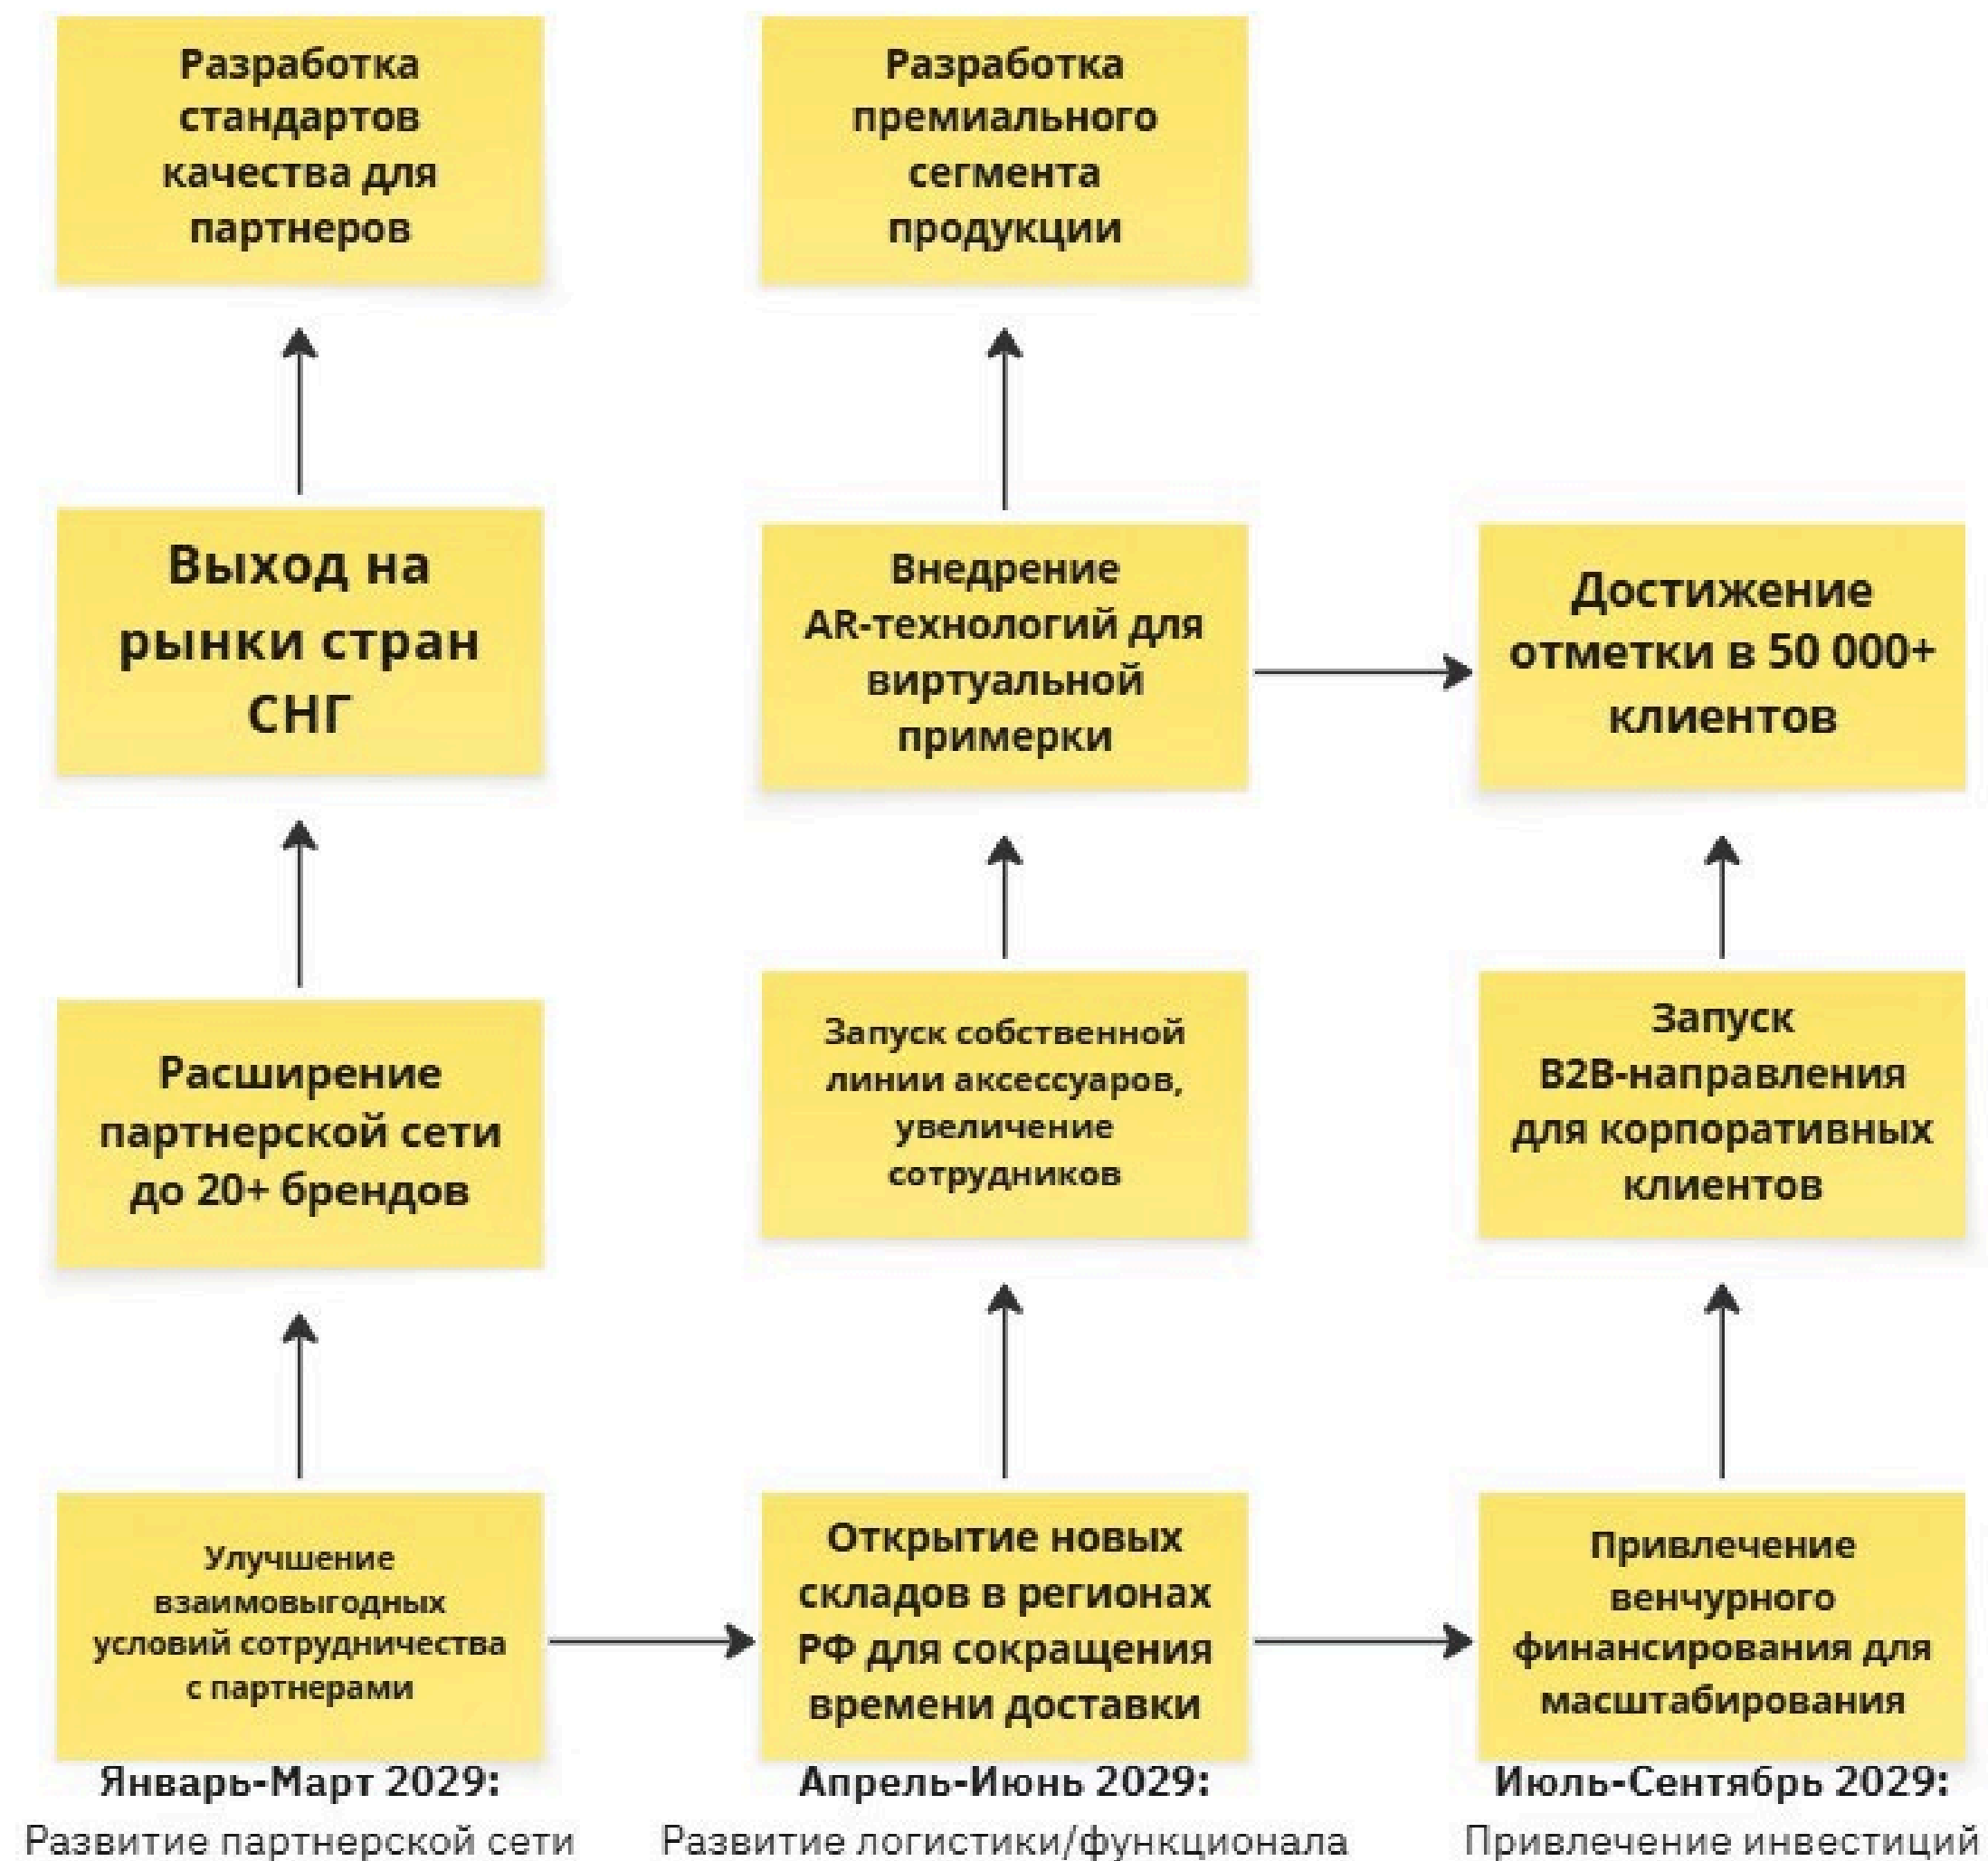 Разработка
стандартов
качества для
партнеров
Разработка
премиального
сегмента
продукции
Выход на
рынки стран
СНГ
Внедрение
AR-технологий для
виртуальной
примерки
Достижение
отметки в 50 000+
клиентов
Расширение
партнерской сети
до 20+ брендов
Запуск собственной
линии аксессуаров,
увеличение
сотрудников
Запуск
B2B-направления
для корпоративных
клиентов
Улучшение
взаимовыгодных
условий сотрудничества
с партнерами
Открытие новых
складов в регионах
РФ для сокращения
времени доставки
Привлечение
венчурного
финансирования для
масштабирования
Январь-Март 2029:
Развитие партнерской сети
Апрель-Июнь 2029:
Развитие логистики/функционала
Июль-Сентябрь 2029:
Привлечение инвестиций